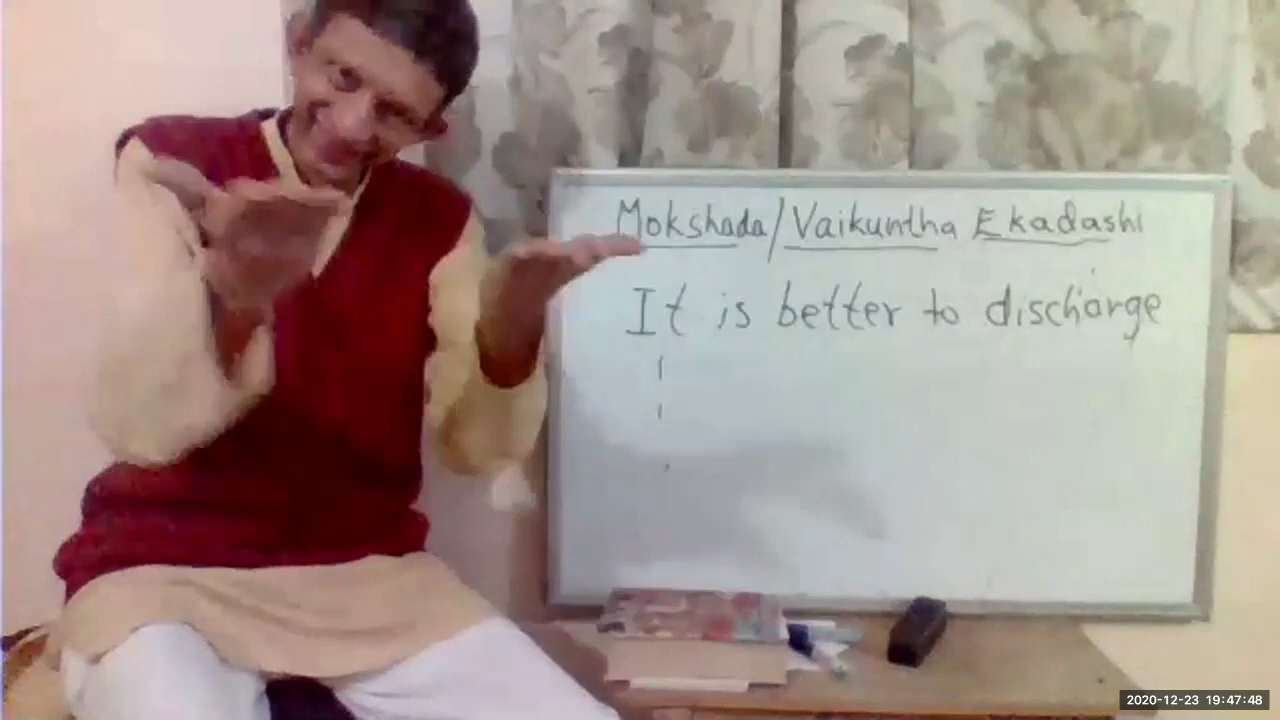 Mokshada/Vaikuntha Ekadashi
It is better to discharge
2020-12-23 19:47:48